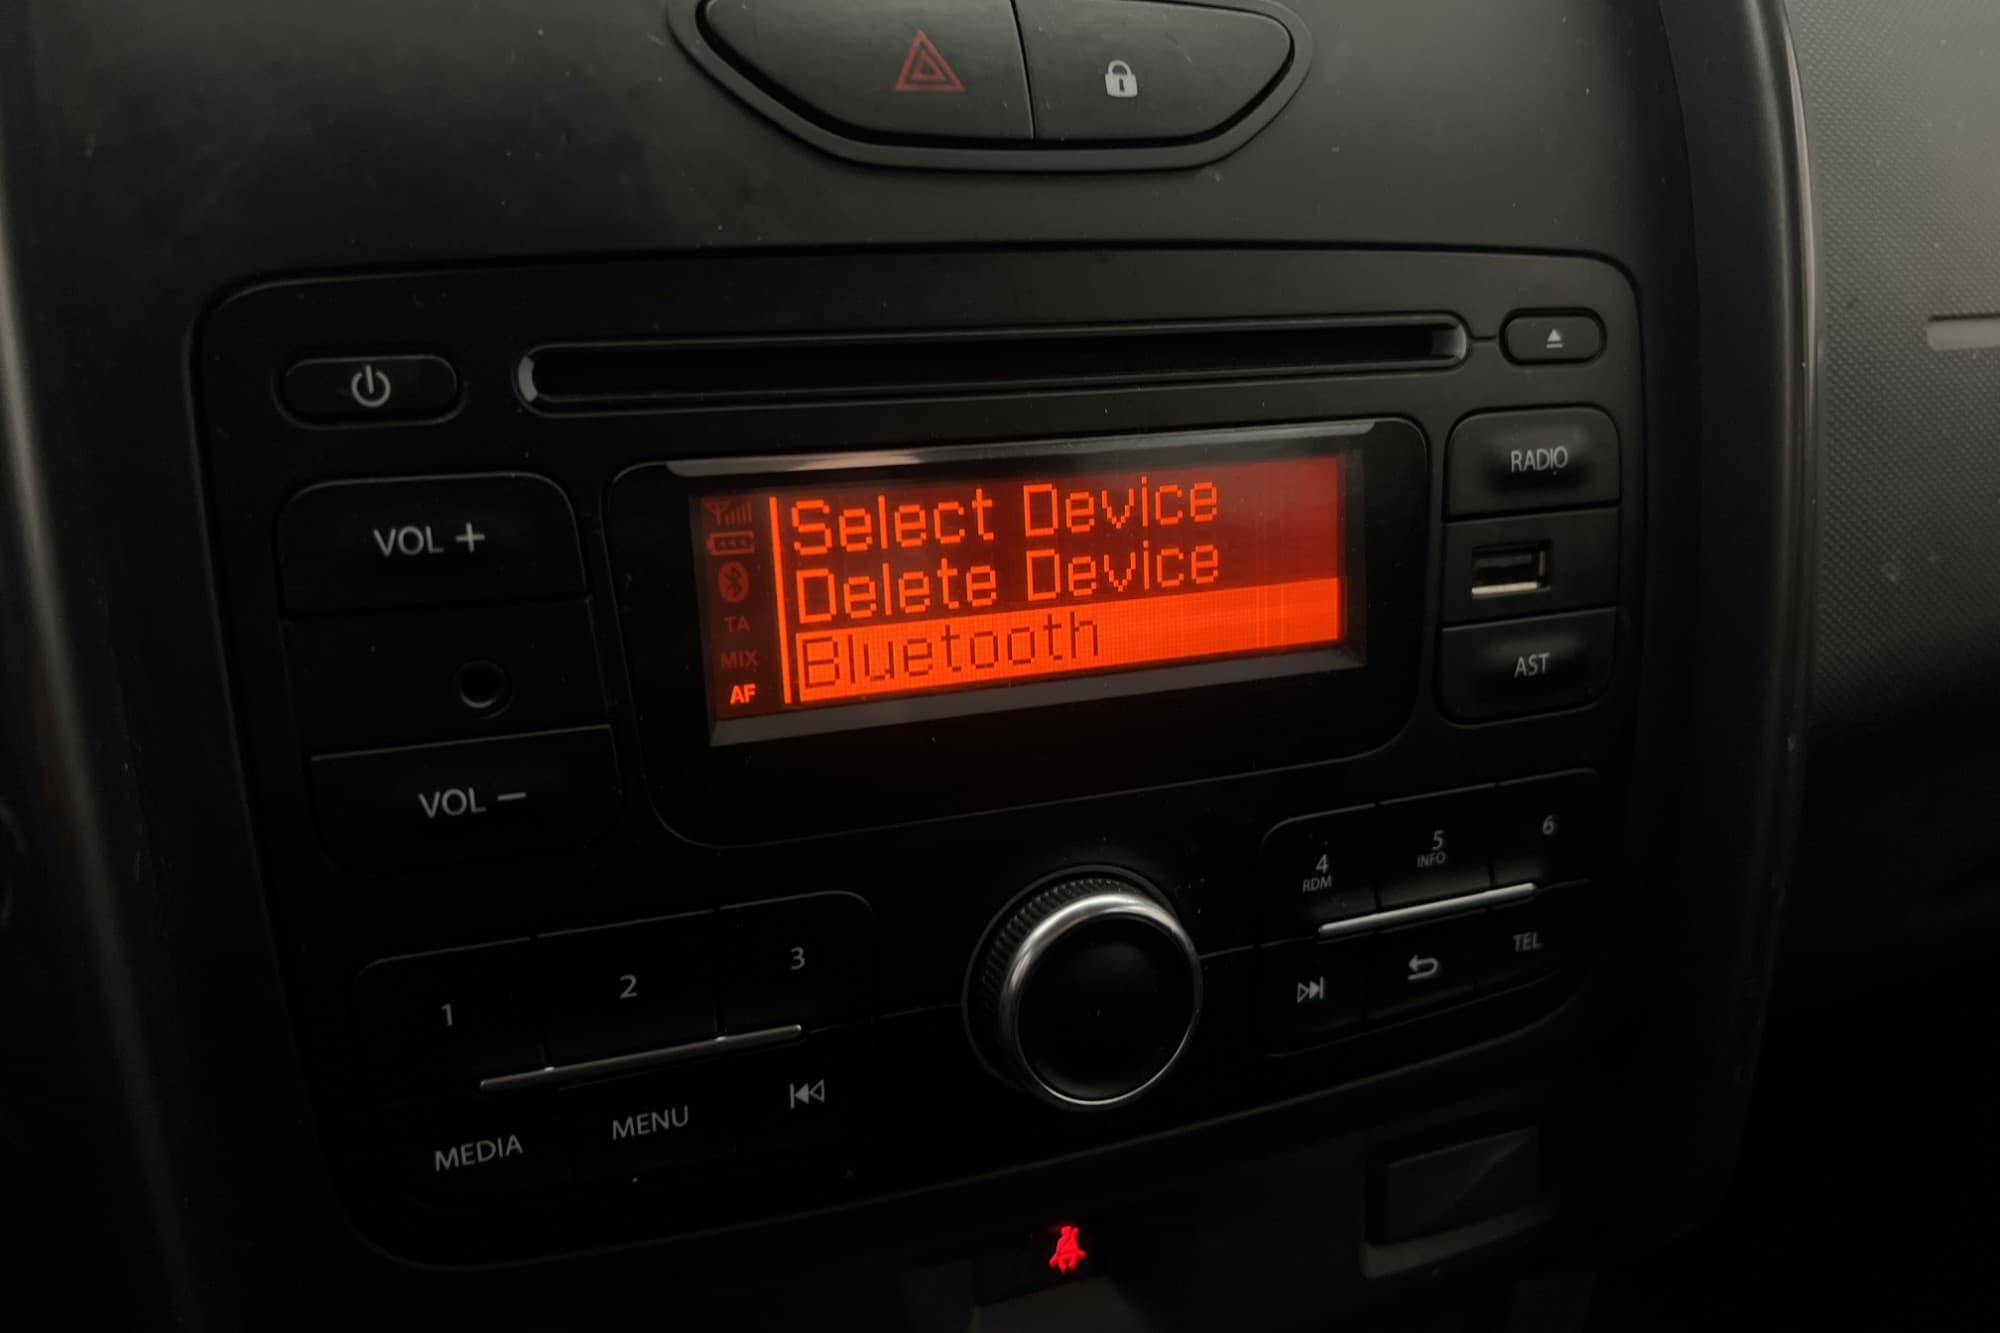 Select Device
Delete Device
Bluetooth
TA
MIX
AF
VOL +
VOL −
RADIO
AST
1
2
3
4
RDM
5
INFO
6
MEDIA
MENU
TEL